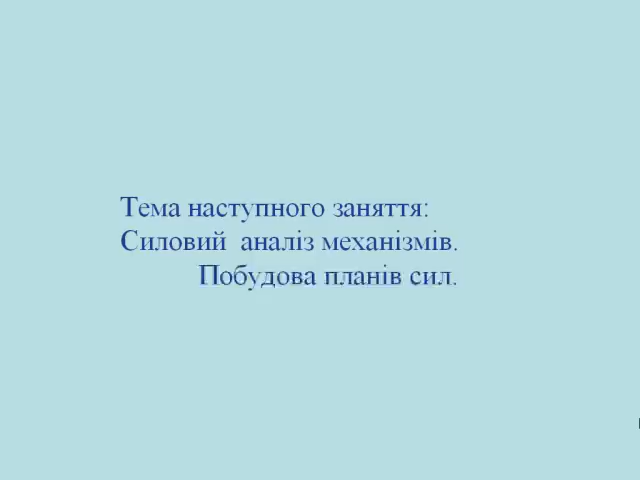 Тема наступного заняття:
Силовий аналіз механізмів.
Побудова планів сил.